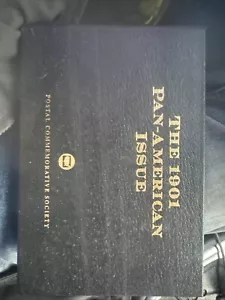 THE 1901
PAN-AMERICAN
ISSUE
POSTAL COMMEMORATIVE SOCIETY